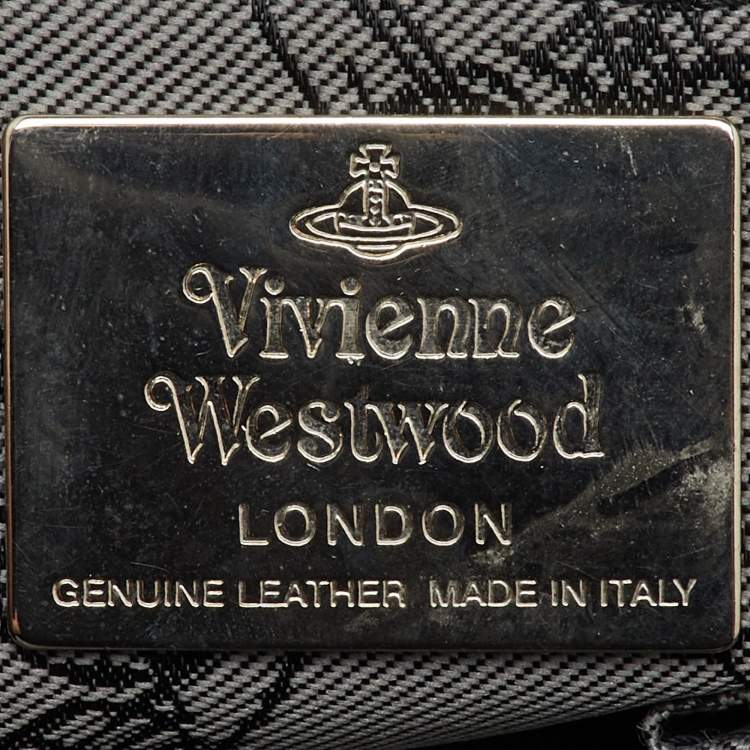 Vivienne
Westwood
LONDON
GENUINE LEATHER MADE IN ITALY